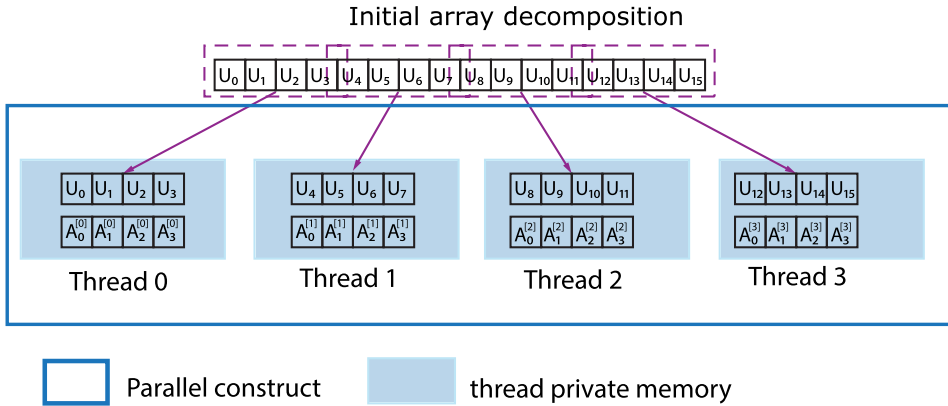 Initial array decomposition
U₀ U₁ U₂ U₃ U₄ U₅ U₆ U₇ U₈ U₉ U₁₀ U₁₁ U₁₂ U₁₃ U₁₄ U₁₅
U₀ U₁ U₂ U₃ U₄ U₅ U₆ U₇ U₈ U₉ U₁₀ U₁₁ U₁₂ U₁₃ U₁₄ U₁₅
A₀[0] A₁[0] A₂[0] A₃[0] A₀[1] A₁[1] A₂[1] A₃[1] A₀[2] A₁[2] A₂[2] A₃[2] A₀[3] A₁[3] A₂[3] A₃[3]
Thread 0 Thread 1 Thread 2 Thread 3
Parallel construct thread private memory